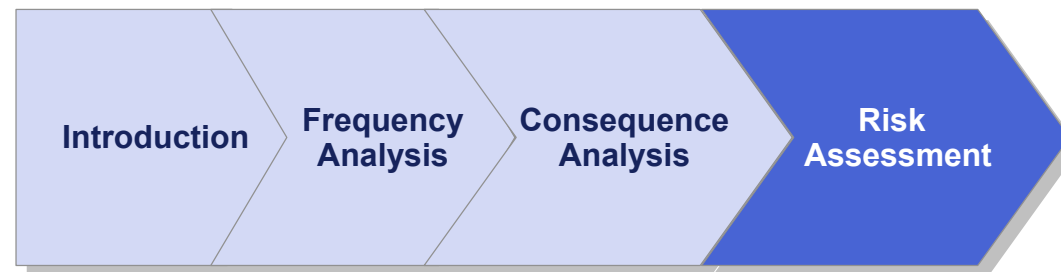 Introduction
Frequency
Analysis
Consequence
Analysis
Risk
Assessment